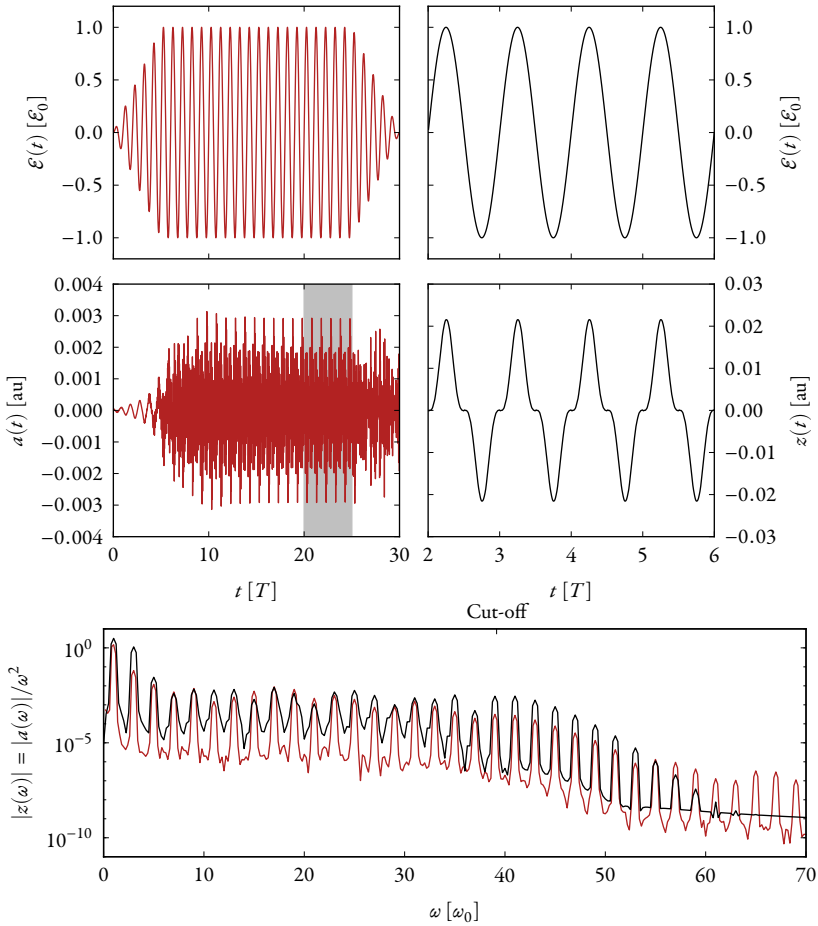 1.0
0.5
0.0
−0.5
−1.0
ℰ(t) [ℰ₀]
1.0
0.5
0.0
−0.5
−1.0
ℰ(t) [ℰ₀]
0.004
0.003
0.002
0.001
0.000
−0.001
−0.002
−0.003
−0.004
a(t) [au]
0 10 20 30
t [T]
0.03
0.02
0.01
0.00
−0.01
−0.02
−0.03
z(t) [au]
2 3 4 5 6
t [T]
Cut-off
10⁰
10⁻⁵
10⁻¹⁰
|z(ω)| = |a(ω)|/ω²
0 10 20 30 40 50 60 70
ω [ω₀]